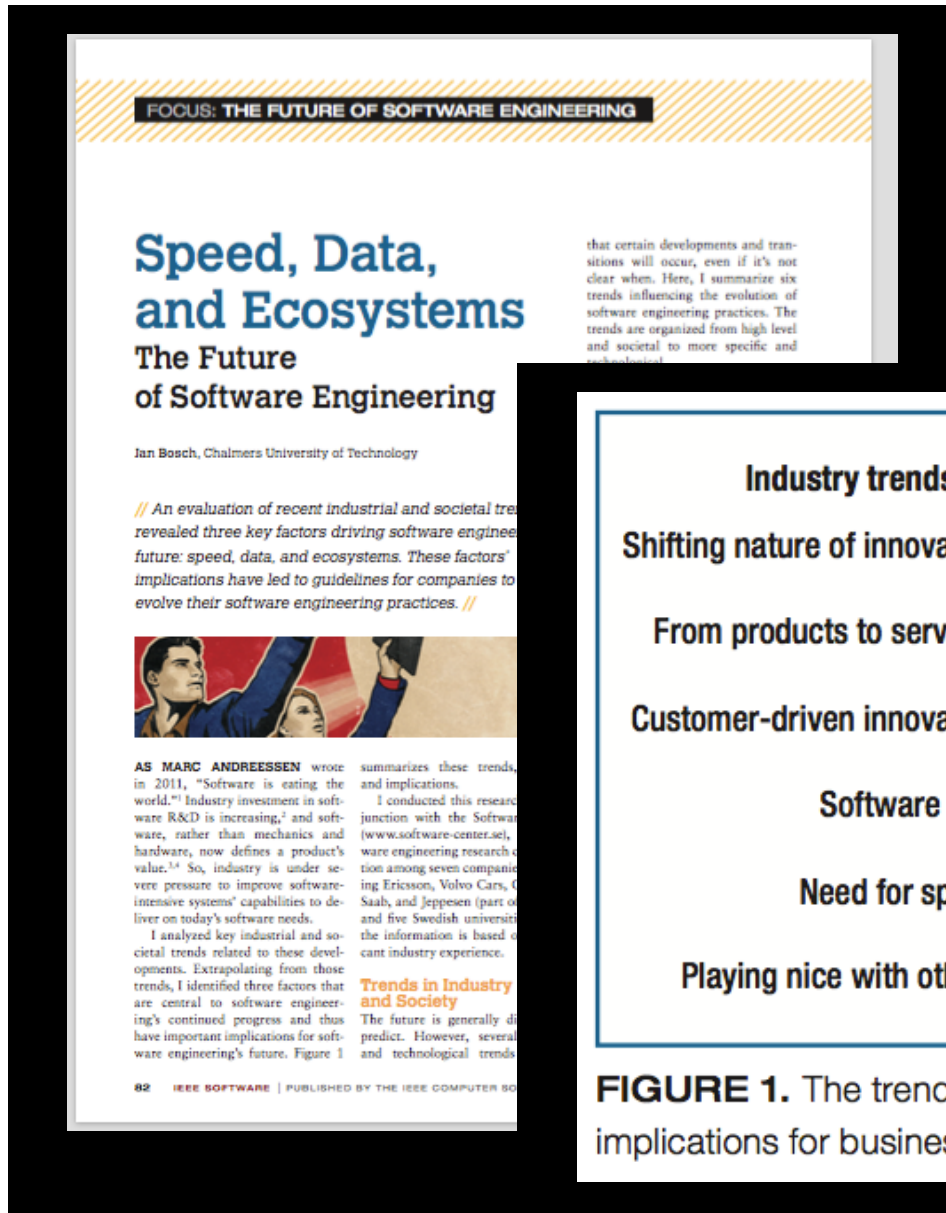 FOCUS: THE FUTURE OF SOFTWARE ENGINEERING
Speed, Data,
and Ecosystems
The Future
of Software Engineering
Jan Bosch, Chalmers University of Technology
// An evaluation of recent industrial and societal tre
revealed three key factors driving software enginee
future: speed, data, and ecosystems. These factors'
implications have led to guidelines for companies to
evolve their software engineering practices. //
AS MARC ANDREESSEN wrote
in 2011, “Software is eating the
world.”1 Industry investment in soft-
ware R&D is increasing,2 and soft-
ware, rather than mechanics and
hardware, now defines a product's
value.3,4 So, industry is under se-
vere pressure to improve software-
intensive systems' capabilities to de-
liver on today's software needs.
I analyzed key industrial and so-
cietal trends related to these devel-
opments. Extrapolating from those
trends, I identified three factors that
are central to software engineer-
ing's continued progress and thus
have important implications for soft-
ware engineering's future. Figure 1
summarizes these trends,
and implications.
I conducted this researc
junction with the Softwar
(www.software-center.se),
ware engineering research
tion among seven companie
ing Ericsson, Volvo Cars,
Saab, and Jeppesen (part o
and five Swedish universiti
the information is based o
cant industry experience.
Trends in Industry
and Society
The future is generally di
predict. However, several
and technological trends
that certain developments and tran-
sitions will occur, even if it's not
clear when. Here, I summarize six
trends influencing the evolution of
software engineering practices. The
trends are organized from high level
and societal to more specific and
technological.
82 IEEE SOFTWARE | PUBLISHED BY THE IEEE COMPUTER SO
Industry trends
Shifting nature of innova
From products to serv
Customer-driven innova
Software
Need for sp
Playing nice with oth
FIGURE 1. The trend
implications for busines